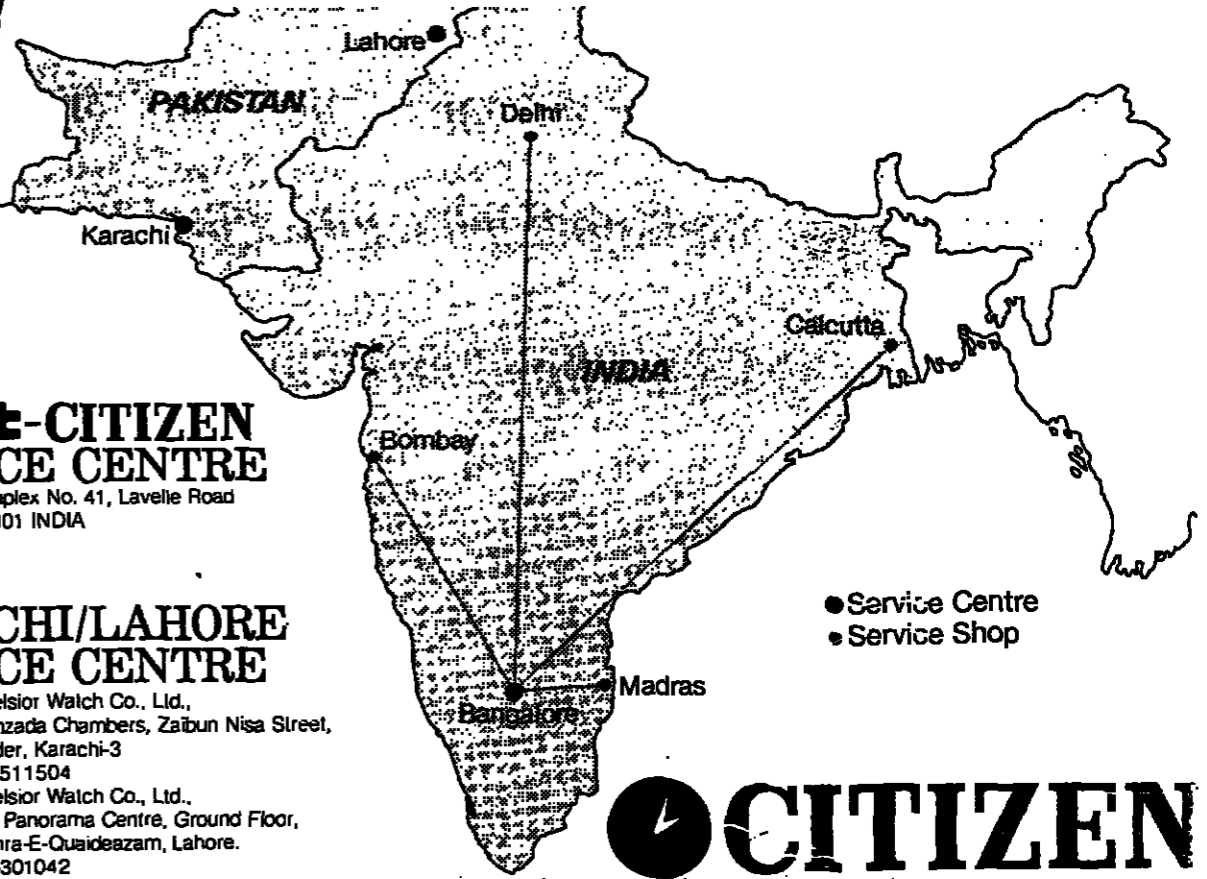 Lahore
PAKISTAN
Delhi
Karachi
Calcutta
INDIA
Bombay
-CITIZEN
CE CENTRE
plex No. 41, Lavelle Road
01 INDIA
Service Centre
Service Shop
CHI/LAHORE
CE CENTRE
elsior Watch Co., Ltd.,
nzada Chambers, Zaibun Nisa Street,
der, Karachi-3
511504
elsior Watch Co., Ltd.,
Panorama Centre, Ground Floor,
hra-E-Quaideazam, Lahore.
301042
Madras
Bangalore
CITIZEN